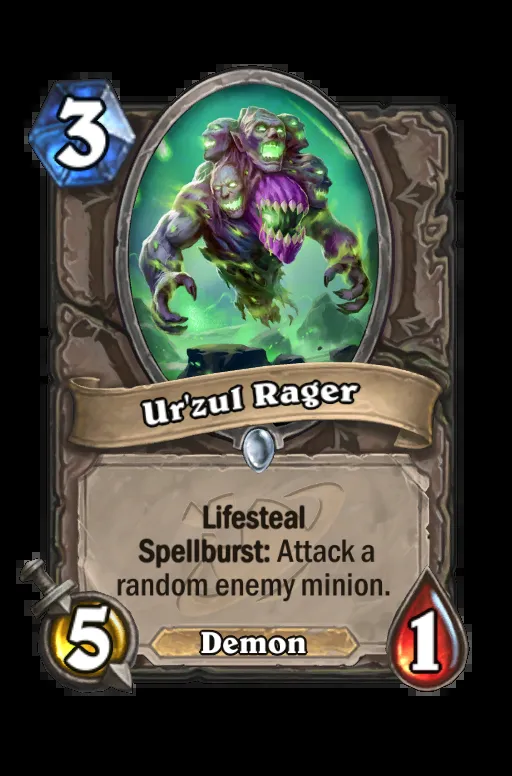 3
Ur'zul Rager
Lifesteal
Spellburst: Attack a
random enemy minion.
5
Demon
1